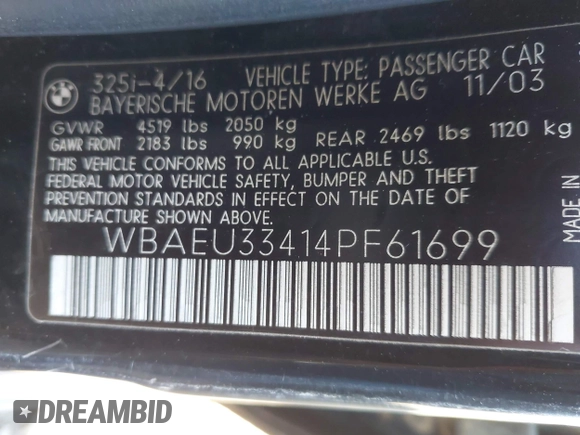 325i-4/16 VEHICLE TYPE: PASSENGER CAR
BAYERISCHE MOTOREN WERKE AG 11/03
GVWR 4519 lbs 2050 kg
GAWR FRONT 2183 lbs 990 kg REAR 2469 lbs 1120 kg
THIS VEHICLE CONFORMS TO ALL APPLICABLE U.S.
FEDERAL MOTOR VEHICLE SAFETY, BUMPER AND THEFT
PREVENTION STANDARDS IN EFFECT ON THE DATE OF
MANUFACTURE SHOWN ABOVE.
WBAEU33414PF61699
MADE IN
DREAMBID